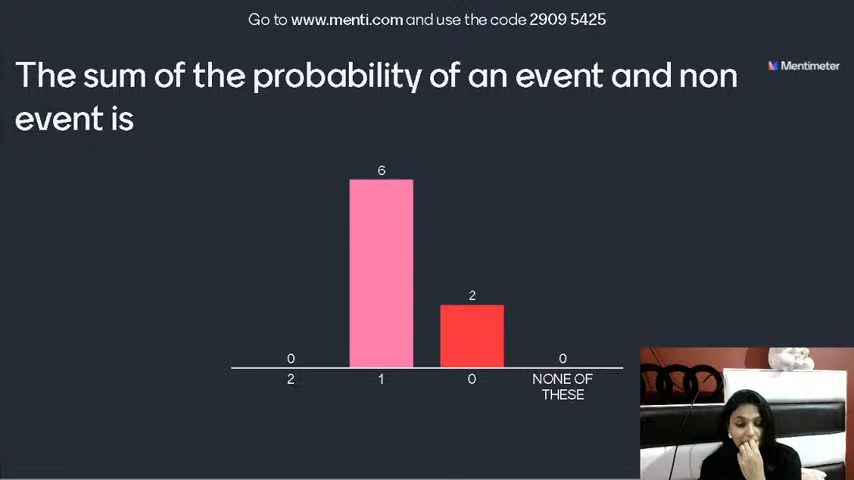 Go to www.menti.com and use the code 2909 5425
The sum of the probability of an event and non
event is
Mentimeter
6
2
0
0
2
1
0
NONE OF
THESE